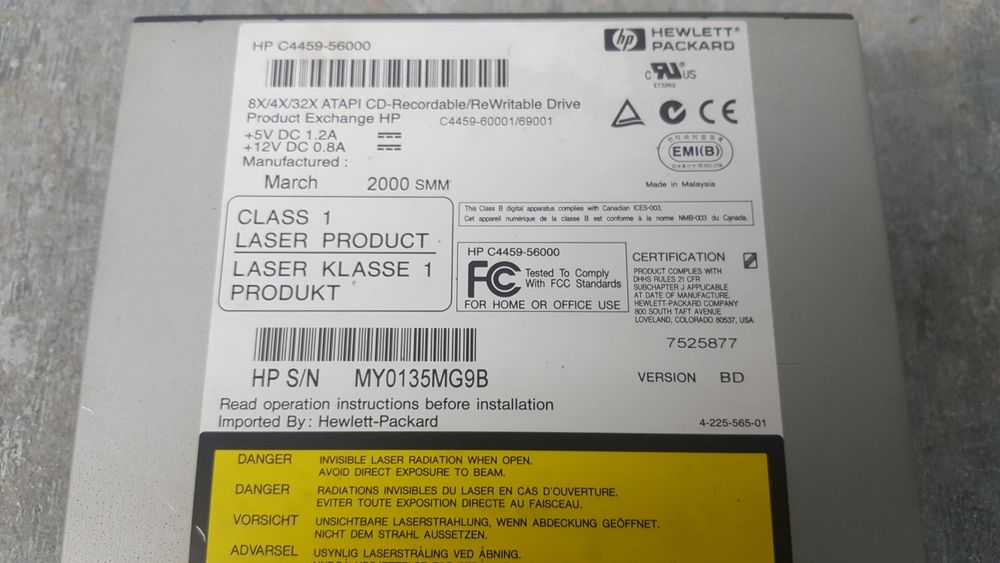 HP C4459-56000
hp HEWLETT®
PACKARD
C US
E73362
8X/4X/32X ATAPI CD-Recordable/ReWritable Drive
Product Exchange HP C4459-60001/69001
+5V DC 1.2A
+12V DC 0.8A
Manufactured :
March 2000 SMM
CE
EMI(B)
Made in Malaysia
CLASS 1
LASER PRODUCT
LASER KLASSE 1
PRODUKT
This Class B digital apparatus complies with Canadian ICES-003.
Cet appareil numérique de la classe B est conforme à la norme NMB-003 du Canada.
HP C4459-56000
FC Tested To Comply
With FCC Standards
FOR HOME OR OFFICE USE
CERTIFICATION
PRODUCT COMPLIES WITH
DHHS RULES 21 CFR
SUBCHAPTER J APPLICABLE
AT DATE OF MANUFACTURE.
HEWLETT-PACKARD COMPANY
800 SOUTH TAFT AVENUE
LOVELAND, COLORADO 80537, USA
7525877
HP S/N MY0135MG9B
VERSION BD
Read operation instructions before installation
Imported By : Hewlett-Packard
4-225-565-01
DANGER INVISIBLE LASER RADIATION WHEN OPEN.
AVOID DIRECT EXPOSURE TO BEAM.
DANGER RADIATIONS INVISIBLES DU LASER EN CAS D'OUVERTURE.
EVITER TOUTE EXPOSITION DIRECTE AU FAISCEAU.
VORSICHT UNSICHTBARE LASERSTRAHLUNG, WENN ABDECKUNG GEÖFFNET.
NICHT DEM STRAHL AUSSETZEN.
ADVARSEL USYNLIG LASERSTRÅLING VED ÅBNING.